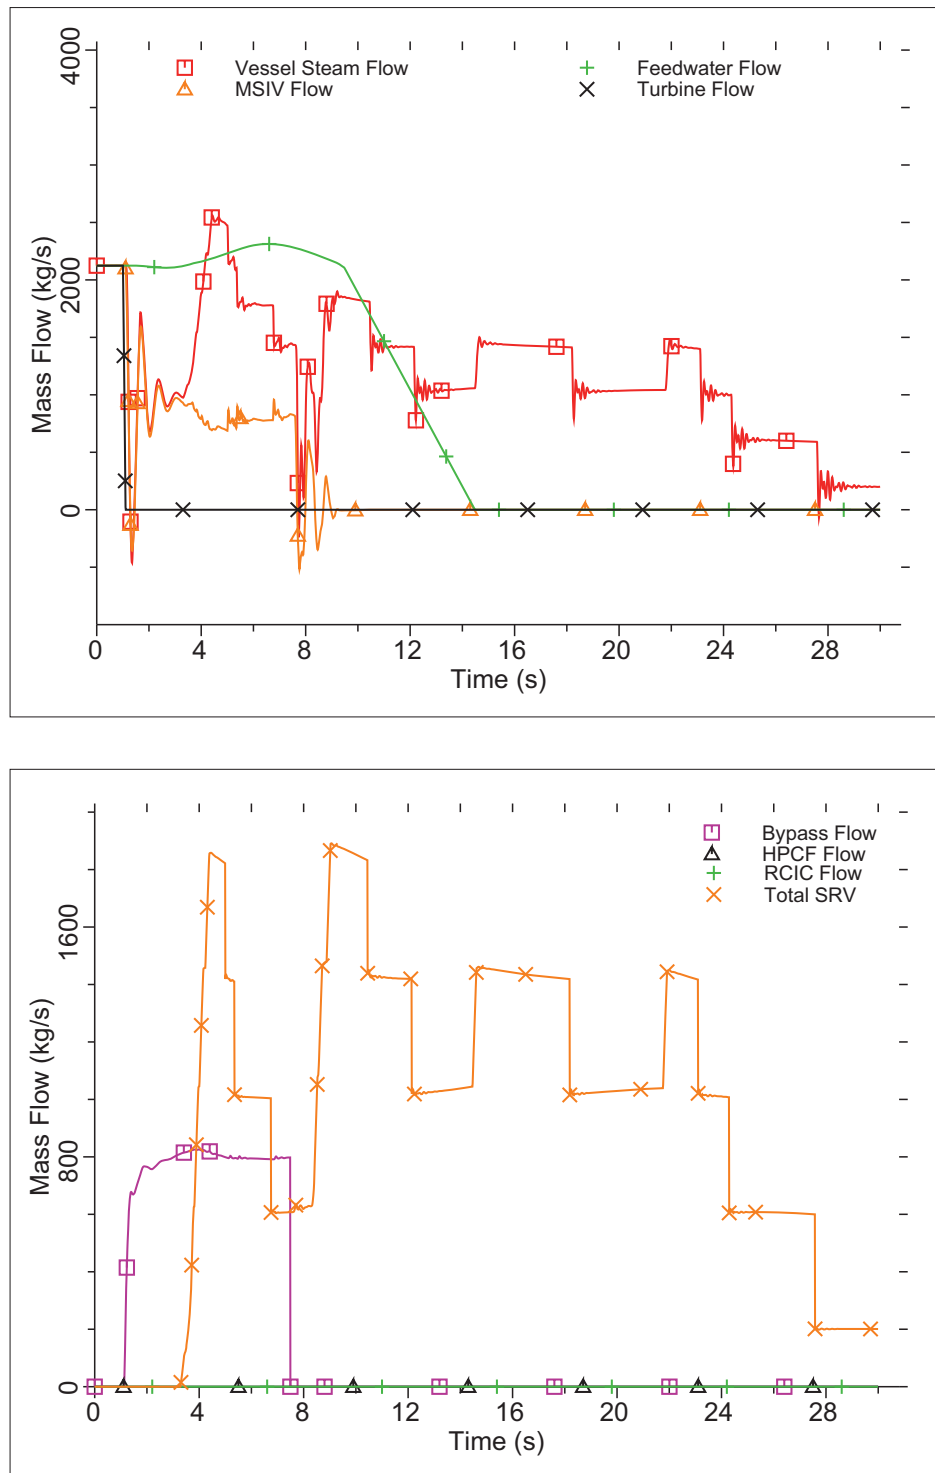 4000
Vessel Steam Flow
Feedwater Flow
MSIV Flow
Turbine Flow
Mass Flow (kg/s)
2000
0
0 4 8 12 16 20 24 28
Time (s)
Bypass Flow
HPCF Flow
RCIC Flow
Total SRV
Mass Flow (kg/s)
1600
800
0
0 4 8 12 16 20 24 28
Time (s)